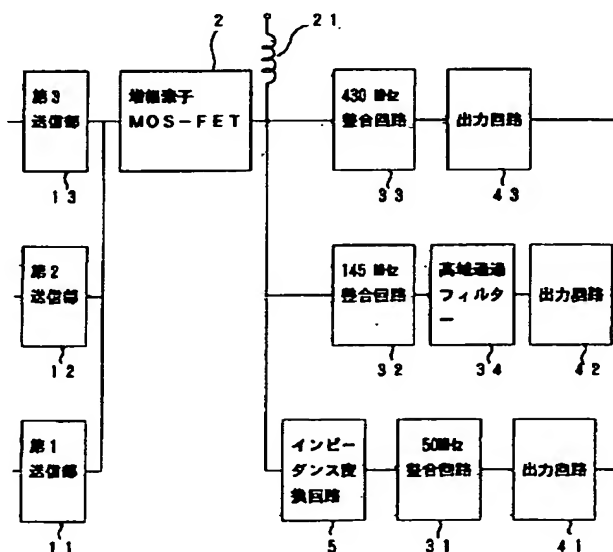 2
21
第3
送信部
増幅素子
MOS-FET
430 MHz
整合回路
出力回路
13
33
43
第2
送信部
145 MHz
整合回路
高域通過
フィルタ
ー
出力回路
12
32
34
42
第1
送信部
インピー
ダンス変
換回路
50MHz
整合回路
出力回路
11
5
31
41